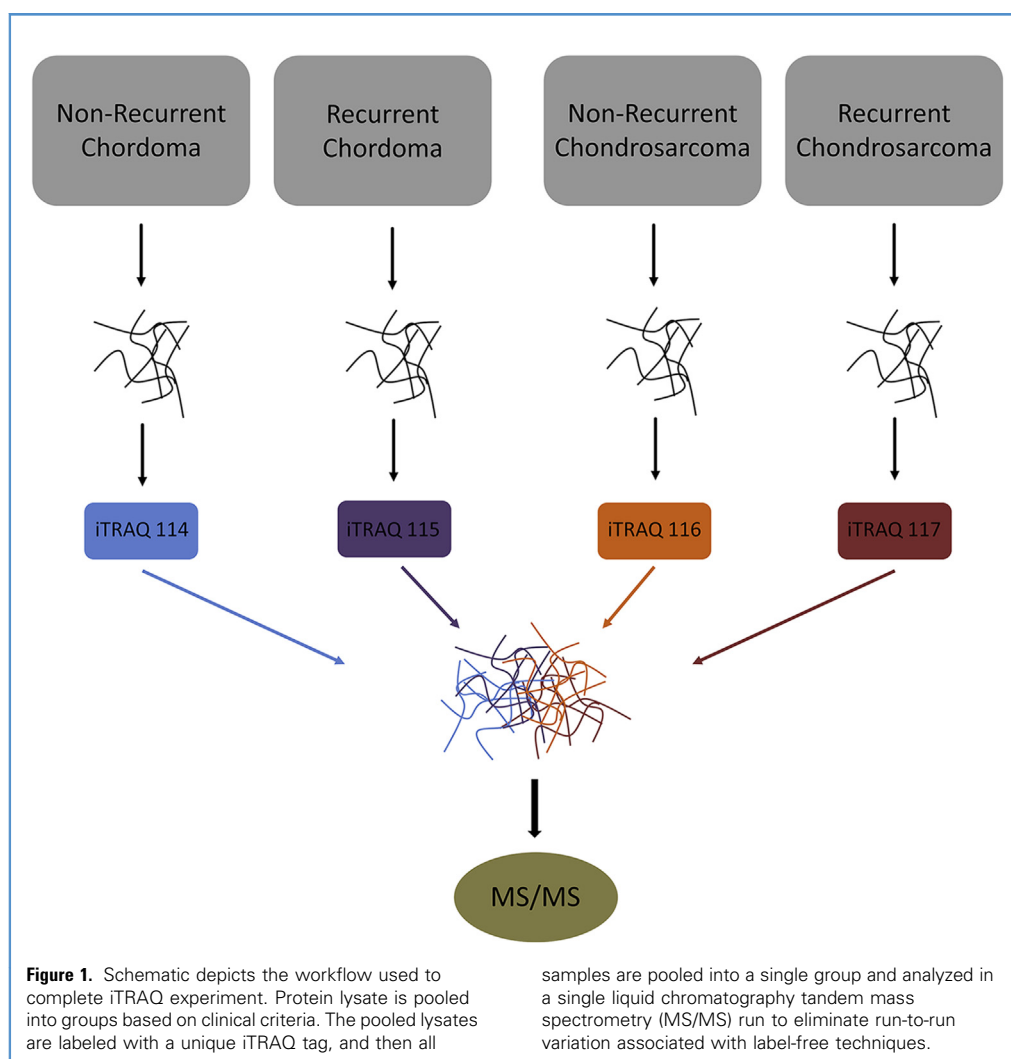 Non-Recurrent
Chordoma
Recurrent
Chordoma
Non-Recurrent
Chondrosarcoma
Recurrent
Chondrosarcoma
iTRAQ 114
iTRAQ 115
iTRAQ 116
iTRAQ 117
MS/MS
Figure 1. Schematic depicts the workflow used to
complete iTRAQ experiment. Protein lysate is pooled
into groups based on clinical criteria. The pooled lysates
are labeled with a unique iTRAQ tag, and then all
samples are pooled into a single group and analyzed in
a single liquid chromatography tandem mass
spectrometry (MS/MS) run to eliminate run-to-run
variation associated with label-free techniques.